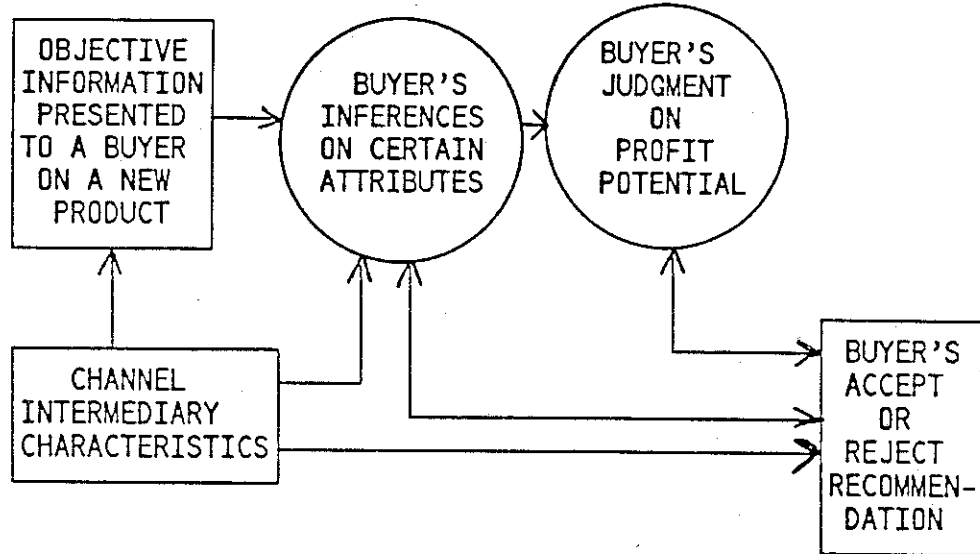 OBJECTIVE
INFORMATION
PRESENTED
TO A BUYER
ON A NEW
PRODUCT
BUYER'S
INFERENCES
ON CERTAIN
ATTRIBUTES
BUYER'S
JUDGMENT
ON
PROFIT
POTENTIAL
CHANNEL
INTERMEDIARY
CHARACTERISTICS
BUYER'S
ACCEPT
OR
REJECT
RECOMMEN-
DATION